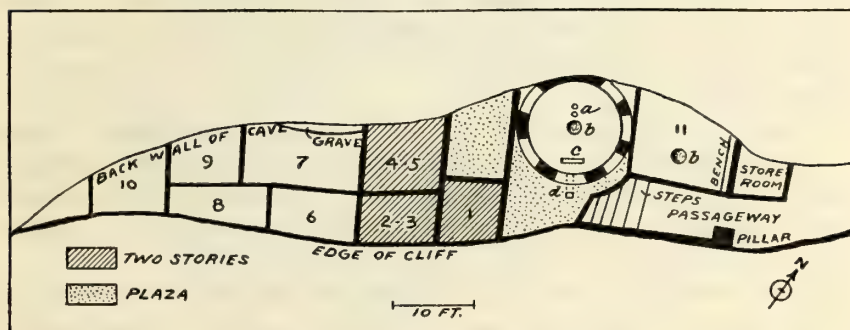 BACK WALL OF CAVE
GRAVE
10
9
7
4-5
8
6
2-3
1
a
b
c
d
11
b
BENCH
STORE
ROOM
STEPS
PASSAGEWAY
PILLAR
EDGE OF CLIFF
TWO STORIES
PLAZA
10 FT.
N